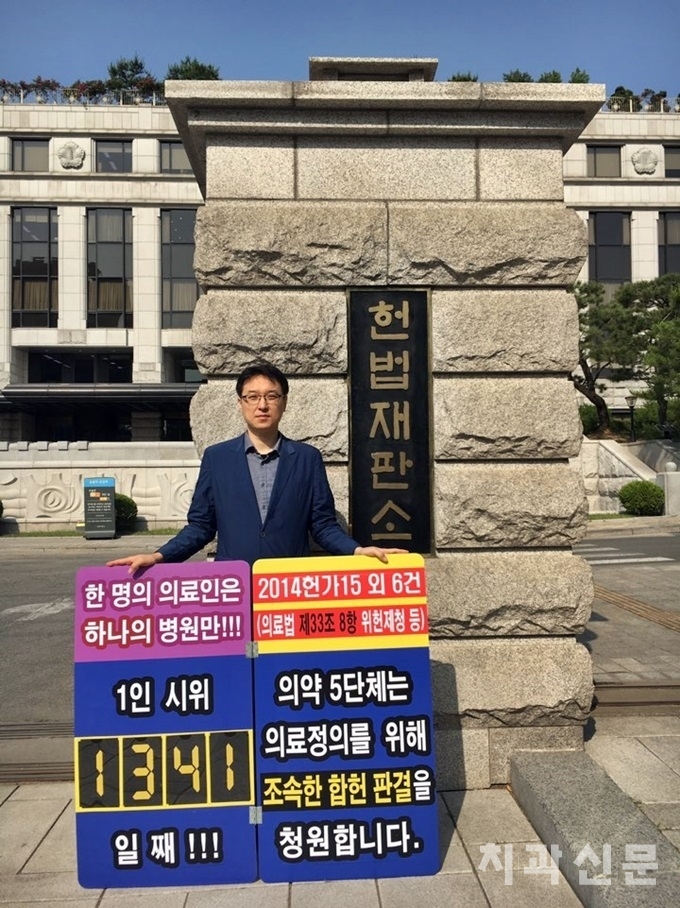 헌법재판소
한 명의 의료인은
하나의 병원만!!!
1인 시위
1341
일 째 !!!
2014헌가15 외 6건
(의료법 제33조 8항 위헌제청 등)
의약 5단체는
의료정의를 위해
조속한 합헌 판결을
청원합니다.
치과신문